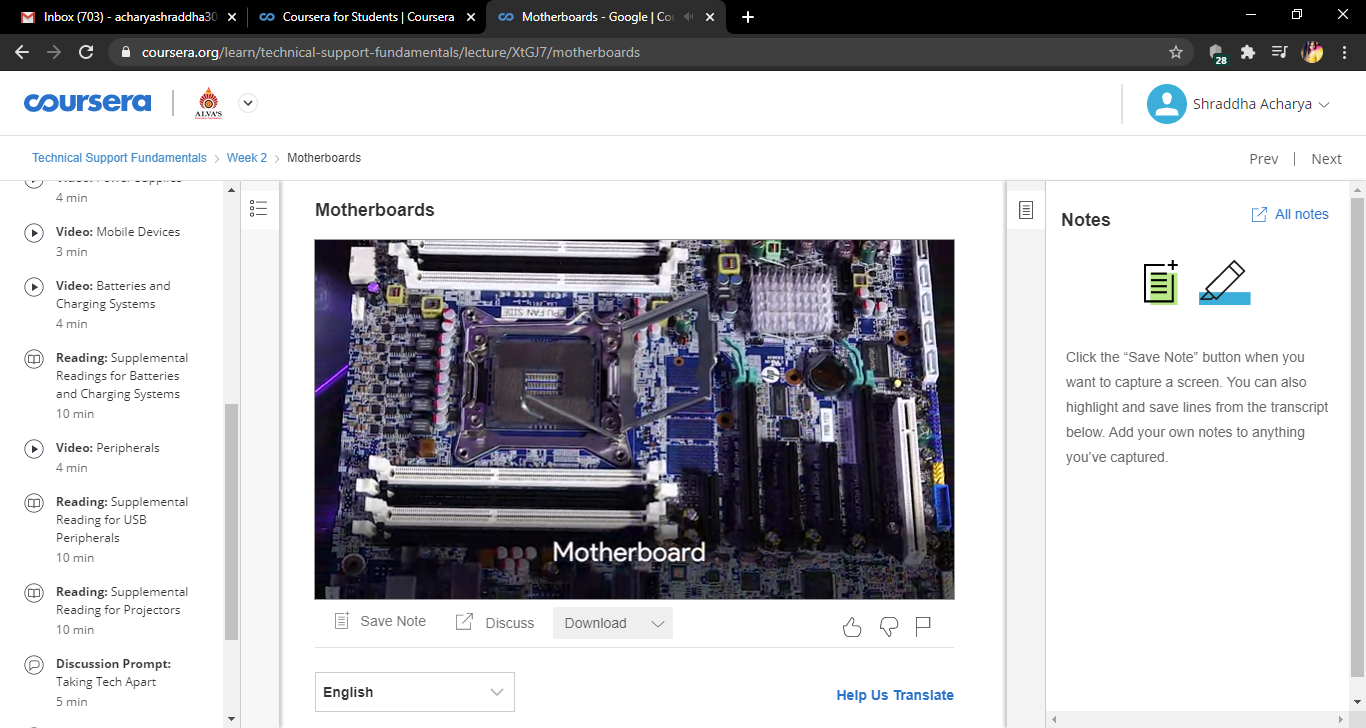 Inbox (703) - acharyashraddha30
Coursera for Students | Coursera
Motherboards - Google | Co
coursera.org/learn/technical-support-fundamentals/lecture/XtGJ7/motherboards
28
coursera
ALVA'S
Shraddha Acharya
Technical Support Fundamentals > Week 2 > Motherboards
Prev | Next
Video: Power Supplies
4 min
Video: Mobile Devices
3 min
Video: Batteries and
Charging Systems
4 min
Reading: Supplemental
Readings for Batteries
and Charging Systems
10 min
Video: Peripherals
4 min
Reading: Supplemental
Reading for USB
Peripherals
10 min
Reading: Supplemental
Reading for Projectors
10 min
Discussion Prompt:
Taking Tech Apart
5 min
Motherboards
CPU FAN SIDE
Motherboard
Save Note
Discuss
Download
English
Help Us Translate
Notes
All notes
Click the “Save Note” button when you
want to capture a screen. You can also
highlight and save lines from the transcript
below. Add your own notes to anything
you’ve captured.